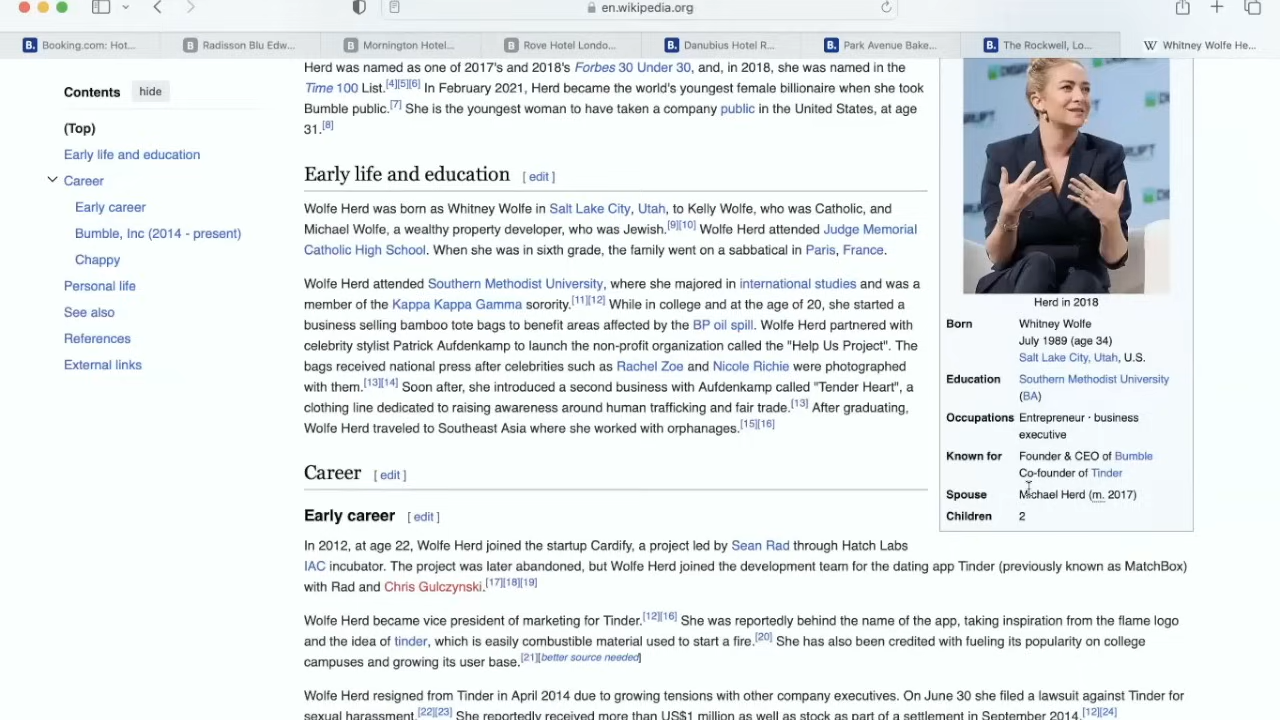 en.wikipedia.org
Booking.com: Hot...
Radisson Blu Edw...
Mornington Hotel...
Rove Hotel Londo...
Danubius Hotel R...
Park Avenue Bake...
The Rockwell, Lo...
Whitney Wolfe He...
Contents hide
(Top)
Early life and education
Career
Early career
Bumble, Inc (2014 - present)
Chappy
Personal life
See also
References
External links
Herd was named as one of 2017's and 2018's Forbes 30 Under 30, and, in 2018, she was named in the
Time 100 List.[4][5][6] In February 2021, Herd became the world's youngest female billionaire when she took
Bumble public.[7] She is the youngest woman to have taken a company public in the United States, at age
31.[8]
Early life and education [ edit ]
Wolfe Herd was born as Whitney Wolfe in Salt Lake City, Utah, to Kelly Wolfe, who was Catholic, and
Michael Wolfe, a wealthy property developer, who was Jewish.[9][10] Wolfe Herd attended Judge Memorial
Catholic High School. When she was in sixth grade, the family went on a sabbatical in Paris, France.
Wolfe Herd attended Southern Methodist University, where she majored in international studies and was a
member of the Kappa Kappa Gamma sorority.[11][12] While in college and at the age of 20, she started a
business selling bamboo tote bags to benefit areas affected by the BP oil spill. Wolfe Herd partnered with
celebrity stylist Patrick Aufdenkamp to launch the non-profit organization called the "Help Us Project". The
bags received national press after celebrities such as Rachel Zoe and Nicole Richie were photographed
with them.[13][14] Soon after, she introduced a second business with Aufdenkamp called "Tender Heart", a
clothing line dedicated to raising awareness around human trafficking and fair trade.[13] After graduating,
Wolfe Herd traveled to Southeast Asia where she worked with orphanages.[15][16]
Career [ edit ]
Early career [ edit ]
In 2012, at age 22, Wolfe Herd joined the startup Cardify, a project led by Sean Rad through Hatch Labs
IAC incubator. The project was later abandoned, but Wolfe Herd joined the development team for the dating app Tinder (previously known as MatchBox)
with Rad and Chris Gulczynski.[17][18][19]
Wolfe Herd became vice president of marketing for Tinder.[12][16] She was reportedly behind the name of the app, taking inspiration from the flame logo
and the idea of tinder, which is easily combustible material used to start a fire.[20] She has also been credited with fueling its popularity on college
campuses and growing its user base.[21][better source needed]
Wolfe Herd resigned from Tinder in April 2014 due to growing tensions with other company executives. On June 30 she filed a lawsuit against Tinder for
sexual harassment.[22][23] She reportedly received more than US$1 million as well as stock as part of a settlement in September 2014.[12][24]
Herd in 2018
Born Whitney Wolfe
July 1989 (age 34)
Salt Lake City, Utah, U.S.
Education Southern Methodist University
(BA)
Occupations Entrepreneur · business
executive
Known for Founder & CEO of Bumble
Co-founder of Tinder
Spouse Michael Herd (m. 2017)
Children 2